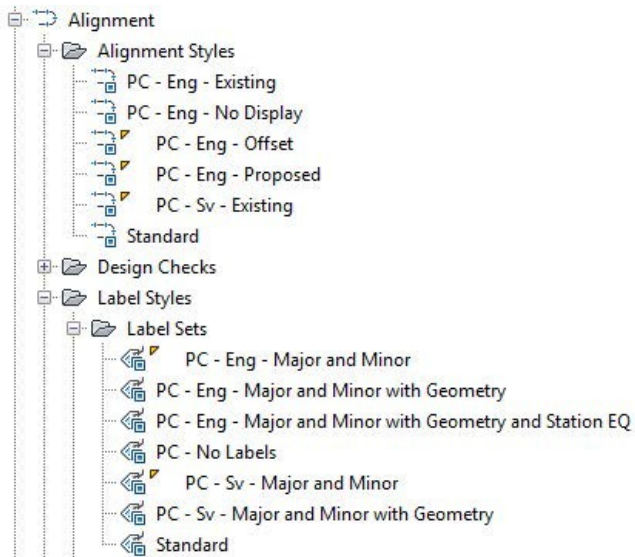 Alignment
Alignment Styles
PC - Eng - Existing
PC - Eng - No Display
PC - Eng - Offset
PC - Eng - Proposed
PC - Sv - Existing
Standard
Design Checks
Label Styles
Label Sets
PC - Eng - Major and Minor
PC - Eng - Major and Minor with Geometry
PC - Eng - Major and Minor with Geometry and Station EQ
PC - No Labels
PC - Sv - Major and Minor
PC - Sv - Major and Minor with Geometry
Standard